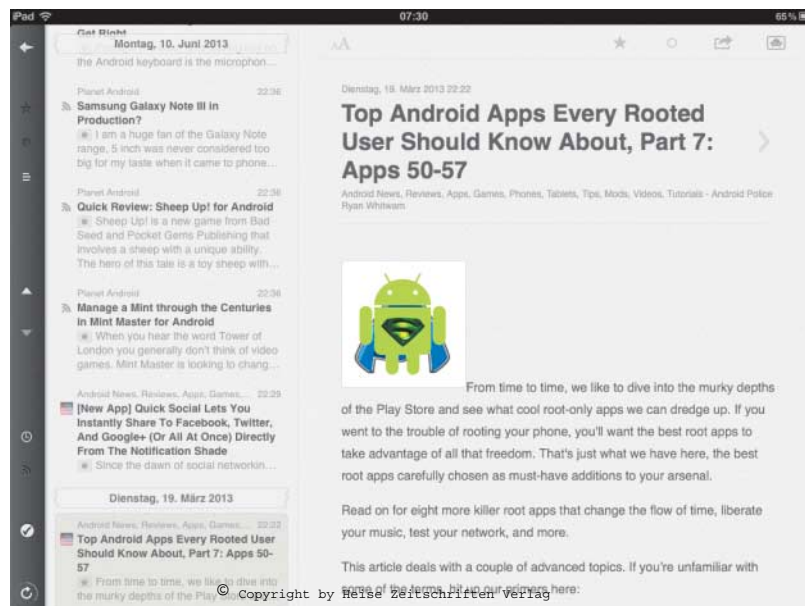 iPad
07:30
65%
Get Right
Montag, 10. Juni 2013
the Android keyboard is the microphon...
Planet Android 22:36
Samsung Galaxy Note III in
Production?
I am a huge fan of the Galaxy Note
range, 5 inch was never considered too
big for my taste when it came to phone...
Planet Android 22:36
Quick Review: Sheep Up! for Android
Sheep Up! is a new game from Bad
Seed and Pocket Gems Publishing that
involves a sheep with a unique ability.
The hero of this tale is a toy sheep with...
Planet Android 22:36
Manage a Mint through the Centuries
in Mint Master for Android
When you hear the word Tower of
London you generally don't think of video
games. Mint Master is looking to chang...
Android News, Reviews, Apps, Games,... 22:29
[New App] Quick Social Lets You
Instantly Share To Facebook, Twitter,
And Google+ (Or All At Once) Directly
From The Notification Shade
Since the dawn of social networkin...
Dienstag, 19. März 2013
Android News, Reviews, Apps, Games,... 22:22
Top Android Apps Every Rooted User
Should Know About, Part 7: Apps 50-
57
From time to time, we like to dive into
the murky depths of the Play
AA
Dienstag, 19. März 2013 22:22
Top Android Apps Every Rooted
User Should Know About, Part 7:
Apps 50-57
Android News, Reviews, Apps, Games, Phones, Tablets, Tips, Mods, Videos, Tutorials - Android Police
Ryan Whitwam
From time to time, we like to dive into the murky depths
of the Play Store and see what cool root-only apps we can dredge up. If you
went to the trouble of rooting your phone, you'll want the best root apps to
take advantage of all that freedom. That's just what we have here, the best
root apps carefully chosen as must-have additions to your arsenal.
Read on for eight more killer root apps that change the flow of time, liberate
your music, test your network, and more.
This article deals with a couple of advanced topics. If you're unfamiliar with
some of the terms, hit up our primers here:
© Copyright by Heise Zeitschriften Verlag